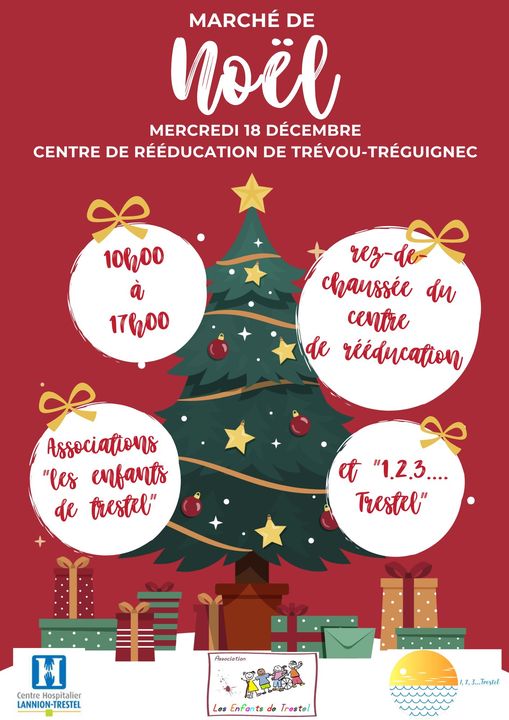 MARCHÉ DE
Noël
MERCREDI 18 DÉCEMBRE
CENTRE DE RÉÉDUCATION DE TRÉVOU-TRÉGUIGNEC
10h00
à
17h00
rez-de-
chaussée du
centre
de rééducation
Associations
"les enfants
de trestel"
et "1,2,3....
Trestel"
Centre Hospitalier
LANNION-TRESTEL
Association
Les Enfants de Trestel
1, 2, 3...Trestel